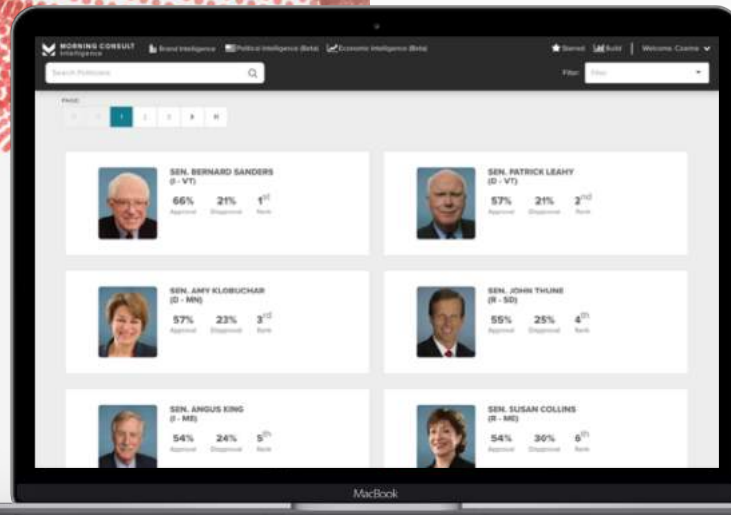 MORNING CONSULT
Intelligence
Brand Intelligence
Political Intelligence (Beta)
Economic Intelligence (Beta)
Starred
Build
Welcome, Czarina
Search Politicians
Filter:
Filter
PAGE:
1 2 3
SEN. BERNARD SANDERS
(I - VT)
66% 21% 1st
Approval Disapproval Rank
SEN. PATRICK LEAHY
(D - VT)
57% 21% 2nd
Approval Disapproval Rank
SEN. AMY KLOBUCHAR
(D - MN)
57% 23% 3rd
Approval Disapproval Rank
SEN. JOHN THUNE
(R - SD)
55% 25% 4th
Approval Disapproval Rank
SEN. ANGUS KING
(I - ME)
54% 24% 5th
Approval Disapproval Rank
SEN. SUSAN COLLINS
(R - ME)
54% 30% 6th
Approval Disapproval Rank
MacBook